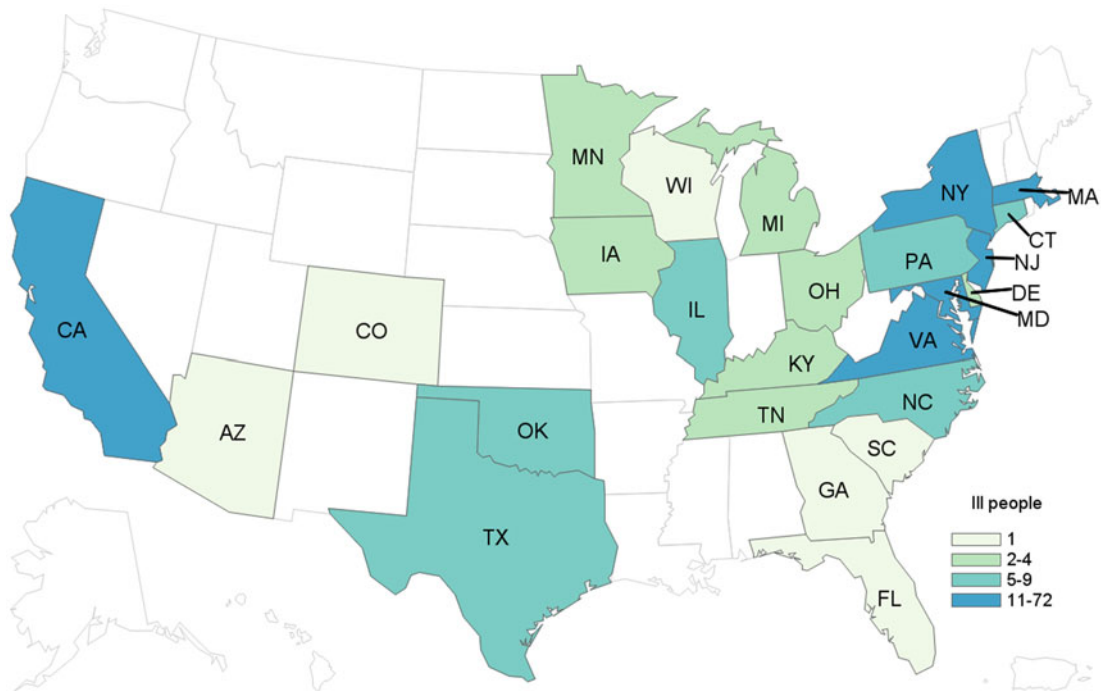 MN
WI
NY
MA
MI
CT
IA
PA
NJ
OH
DE
IL
MD
CA
CO
VA
KY
NC
TN
AZ
OK
SC
GA
Ill people
TX
1
2-4
5-9
FL
11-72